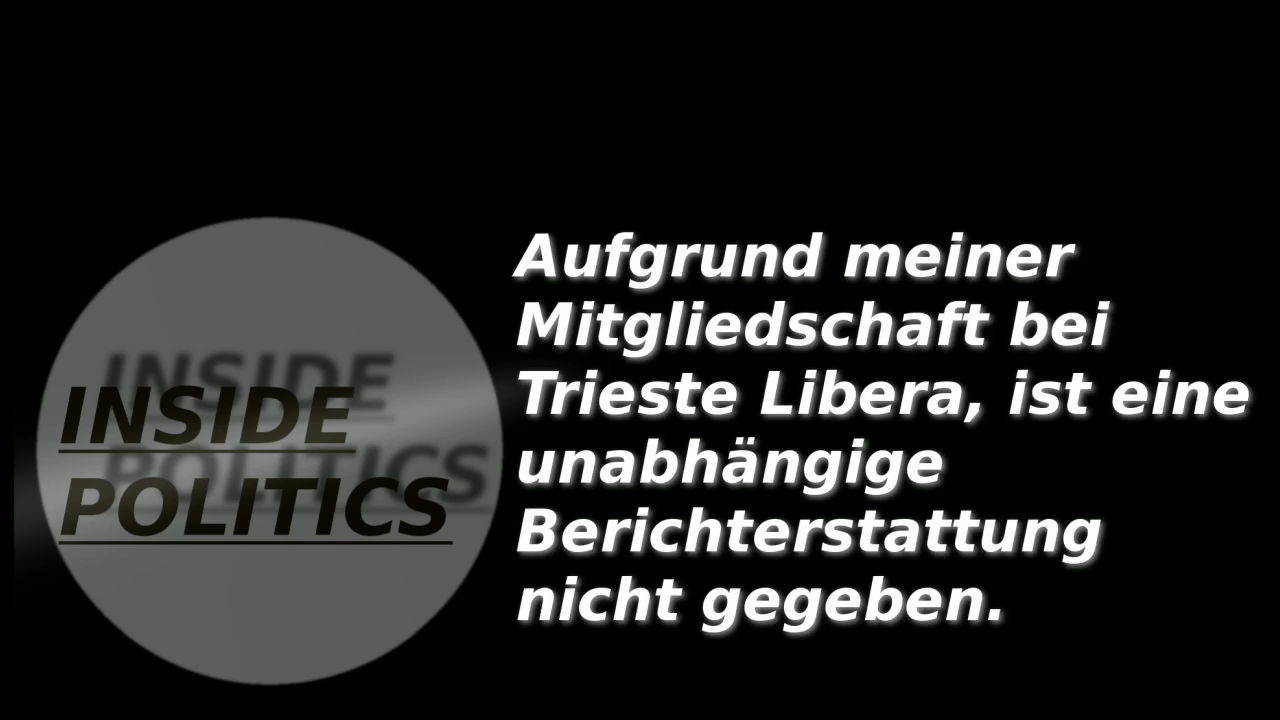 INSIDE
POLITICS
Aufgrund meiner
Mitgliedschaft bei
Trieste Libera, ist eine
unabhängige
Berichterstattung
nicht gegeben.